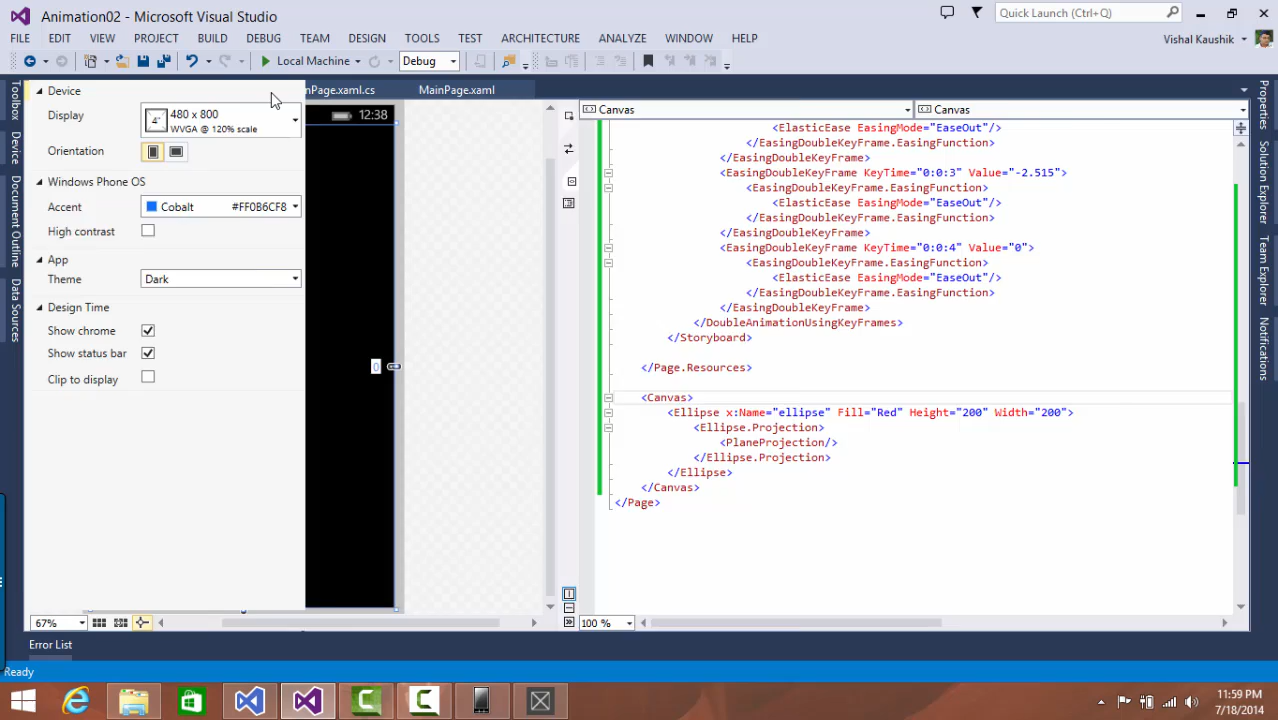 Animation02 - Microsoft Visual Studio
Quick Launch (Ctrl+Q)
FILE EDIT VIEW PROJECT BUILD DEBUG TEAM DESIGN TOOLS TEST ARCHITECTURE ANALYZE WINDOW HELP
Vishal Kaushik
Local Machine
Debug
Toolbox
Device
Document Outline
Data Sources
Device
Display
480 x 800
WVGA @ 120% scale
4"
Orientation
Windows Phone OS
Accent
Cobalt #FF0B6CF8
High contrast
App
Theme
Dark
Design Time
Show chrome
Show status bar
Clip to display
Page.xaml.cs
MainPage.xaml
12:38
0
Canvas
Canvas
<ElasticEase EasingMode="EaseOut"/>
</EasingDoubleKeyFrame.EasingFunction>
</EasingDoubleKeyFrame>
<EasingDoubleKeyFrame KeyTime="0:0:3" Value="-2.515">
<EasingDoubleKeyFrame.EasingFunction>
<ElasticEase EasingMode="EaseOut"/>
</EasingDoubleKeyFrame.EasingFunction>
</EasingDoubleKeyFrame>
<EasingDoubleKeyFrame KeyTime="0:0:4" Value="0">
<EasingDoubleKeyFrame.EasingFunction>
<ElasticEase EasingMode="EaseOut"/>
</EasingDoubleKeyFrame.EasingFunction>
</EasingDoubleKeyFrame>
</DoubleAnimationUsingKeyFrames>
</Storyboard>
</Page.Resources>
<Canvas>
<Ellipse x:Name="ellipse" Fill="Red" Height="200" Width="200">
<Ellipse.Projection>
<PlaneProjection/>
</Ellipse.Projection>
</Ellipse>
</Canvas>
</Page>
Properties
Solution Explorer
Team Explorer
Notifications
67%
100 %
Error List
Ready
11:59 PM
7/18/2014